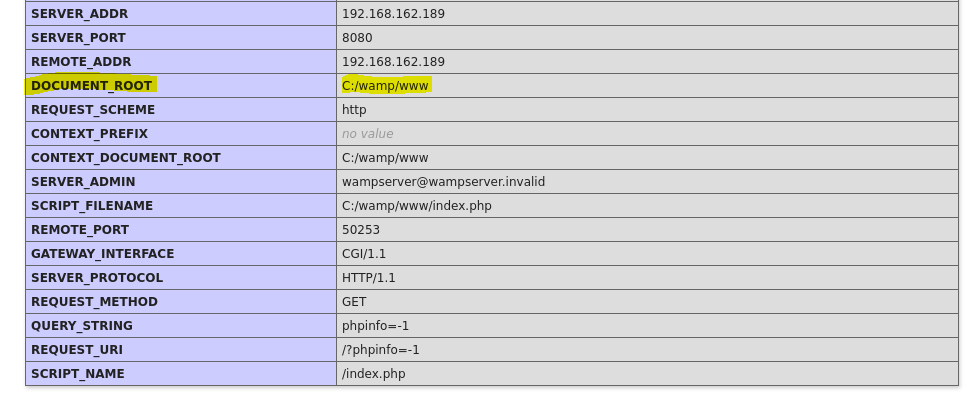 SERVER_ADDR 192.168.162.189
SERVER_PORT 8080
REMOTE_ADDR 192.168.162.189
DOCUMENT_ROOT C:/wamp/www
REQUEST_SCHEME http
CONTEXT_PREFIX no value
CONTEXT_DOCUMENT_ROOT C:/wamp/www
SERVER_ADMIN wampserver@wampserver.invalid
SCRIPT_FILENAME C:/wamp/www/index.php
REMOTE_PORT 50253
GATEWAY_INTERFACE CGI/1.1
SERVER_PROTOCOL HTTP/1.1
REQUEST_METHOD GET
QUERY_STRING phpinfo=-1
REQUEST_URI /?phpinfo=-1
SCRIPT_NAME /index.php